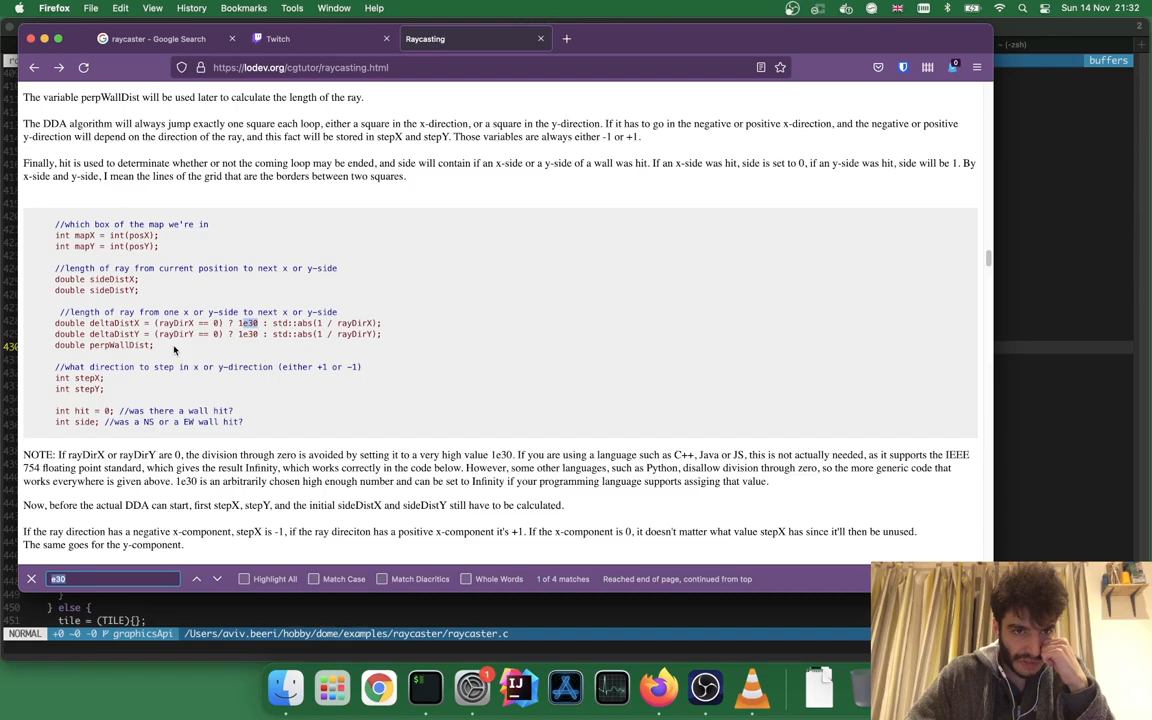 Firefox File Edit View History Bookmarks Tools Window Help Sun 14 Nov 21:32
raycaster - Google Search Twitch Raycasting
2
~ (-zsh)
https://lodev.org/cgtutor/raycasting.html
buffers
The variable perpWallDist will be used later to calculate the length of the ray.
The DDA algorithm will always jump exactly one square each loop, either a square in the x-direction, or a square in the y-direction. If it has to go in the negative or positive x-direction, and the negative or positive
y-direction will depend on the direction of the ray, and this fact will be stored in stepX and stepY. Those variables are always either -1 or +1.
Finally, hit is used to determinate whether or not the coming loop may be ended, and side will contain if an x-side or a y-side of a wall was hit. If an x-side was hit, side is set to 0, if an y-side was hit, side will be 1. By
x-side and y-side, I mean the lines of the grid that are the borders between two squares.
//which box of the map we're in
int mapX = int(posX);
int mapY = int(posY);
//length of ray from current position to next x or y-side
double sideDistX;
double sideDistY;
//length of ray from one x or y-side to next x or y-side
double deltaDistX = (rayDirX == 0) ? 1e30 : std::abs(1 / rayDirX);
double deltaDistY = (rayDirY == 0) ? 1e30 : std::abs(1 / rayDirY);
double perpWallDist;
//what direction to step in x or y-direction (either +1 or -1)
int stepX;
int stepY;
int hit = 0; //was there a wall hit?
int side; //was a NS or a EW wall hit?
NOTE: If rayDirX or rayDirY are 0, the division through zero is avoided by setting it to a very high value 1e30. If you are using a language such as C++, Java or JS, this is not actually needed, as it supports the IEEE
754 floating point standard, which gives the result Infinity, which works correctly in the code below. However, some other languages, such as Python, disallow division through zero, so the more generic code that
works everywhere is given above. 1e30 is an arbitrarily chosen high enough number and can be set to Infinity if your programming language supports assiging that value.
Now, before the actual DDA can start, first stepX, stepY, and the initial sideDistX and sideDistY still have to be calculated.
If the ray direction has a negative x-component, stepX is -1, if the ray direciton has a positive x-component it's +1. If the x-component is 0, it doesn't matter what value stepX has since it'll then be unused.
The same goes for the y-component.
e30 Highlight All Match Case Match Diacritics Whole Words 1 of 4 matches Reached end of page, continued from top
450 } else {
451 tile = (TILE){};
NORMAL +0 ~0 -0 graphicsApi /Users/aviv.beeri/hobby/dome/examples/raycaster/raycaster.c
1